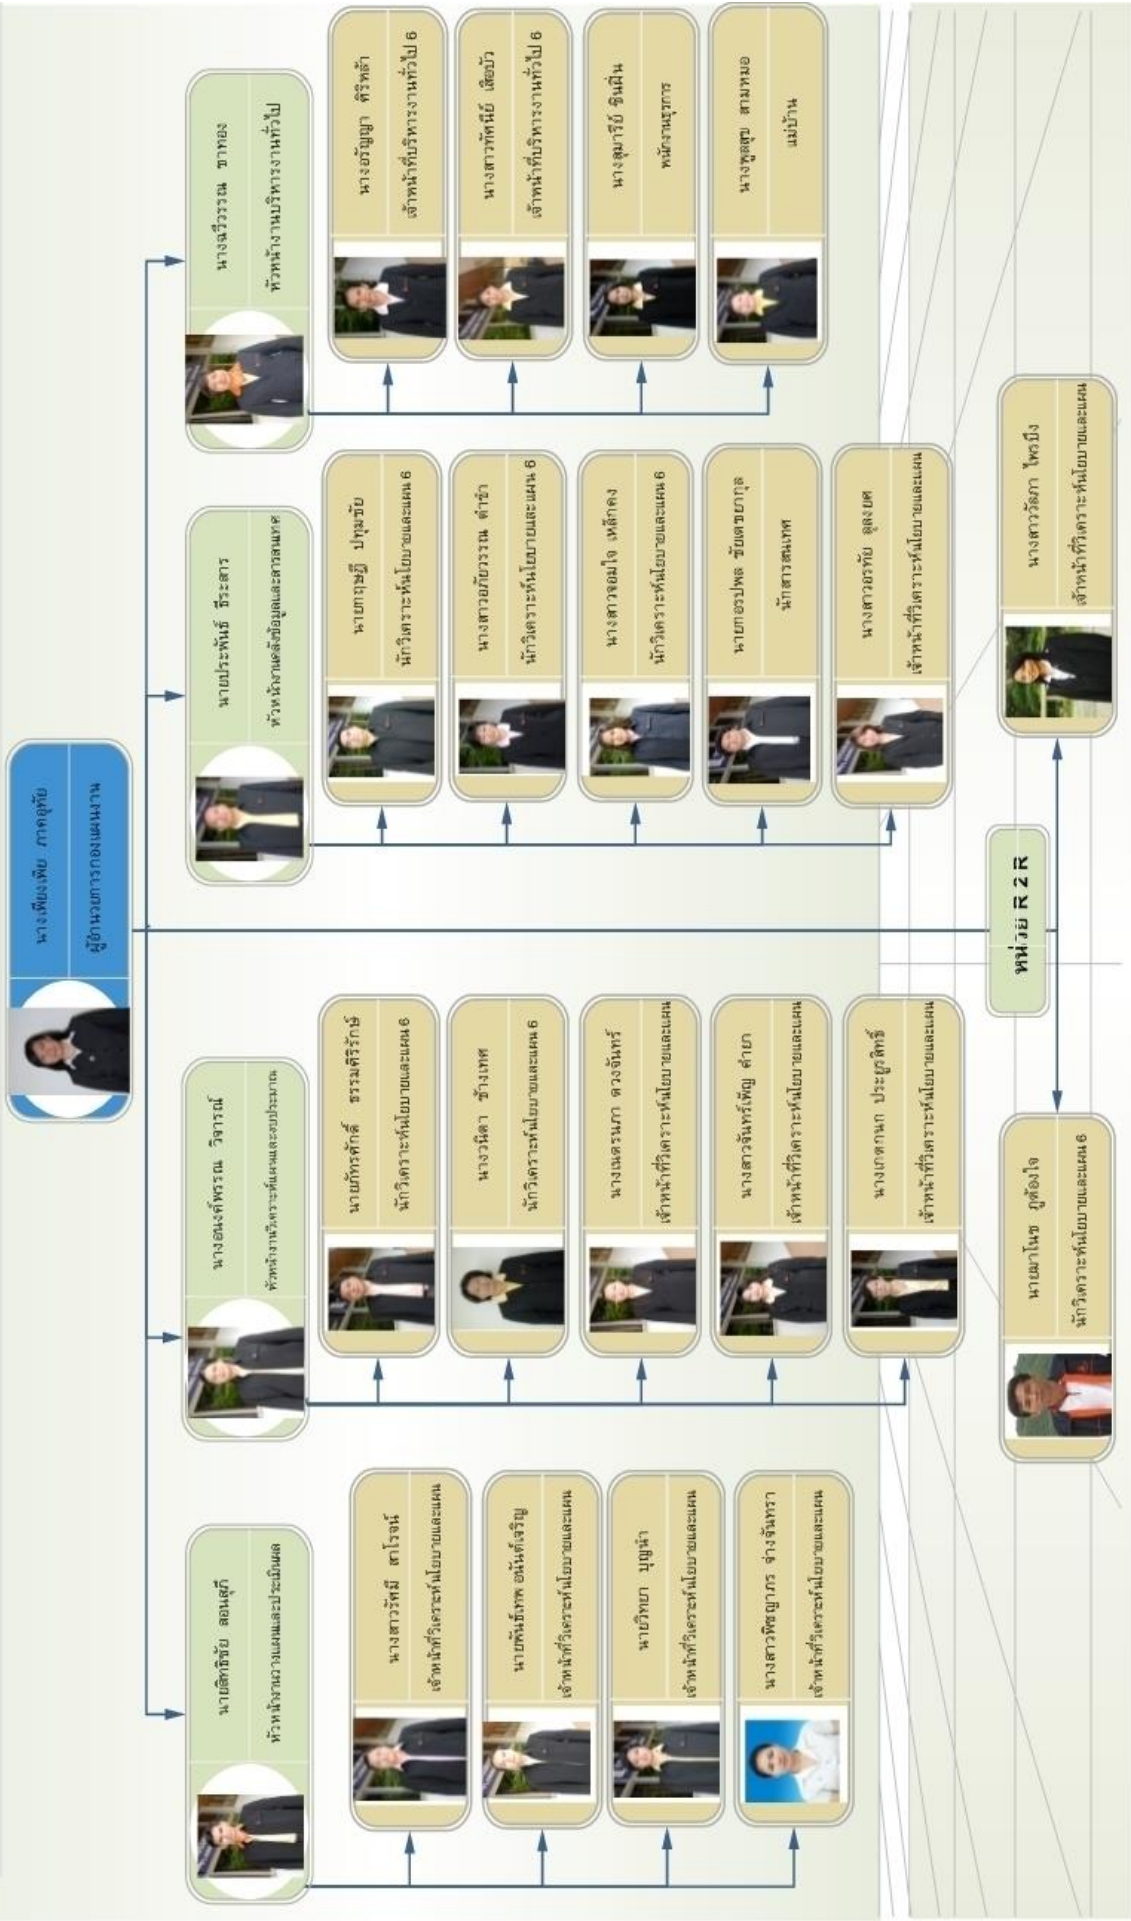 นางเพียงพิษ ภาคอุทัย
ผู้อำนวยการกองแผนงาน
นายสิทธิชัย สอนสุภี
หัวหน้างานวางแผนและประเมินผล
นางสาวรัศมี สาโรจน์
เจ้าหน้าที่วิเคราะห์นโยบายและแผน
นายพันธ์เทพ อนันต์เจริญ
เจ้าหน้าที่วิเคราะห์นโยบายและแผน
นายวิทยา บุญนำ
เจ้าหน้าที่วิเคราะห์นโยบายและแผน
นางสาวพิชญาภร จ่างจันทรา
เจ้าหน้าที่วิเคราะห์นโยบายและแผน
นางอนงค์พรรณ วิจารณ์
หัวหน้างานวิเคราะห์แผนและงบประมาณ
นายภัทรศักดิ์ ธรรมศิริรักษ์
นักวิเคราะห์นโยบายและแผน 6
นางวนิดา ช้างเทศ
นักวิเคราะห์นโยบายและแผน 6
นางเนตรนภา ดวงจันทร์
เจ้าหน้าที่วิเคราะห์นโยบายและแผน
นางสาวจันทร์เพ็ญ คำยา
เจ้าหน้าที่วิเคราะห์นโยบายและแผน
นางเกตกนก ประยูรสิทธิ์
เจ้าหน้าที่วิเคราะห์นโยบายและแผน
นายประพันธ์ ธีระสาร
หัวหน้างานคลังข้อมูลและสารสนเทศ
ปทุมชัย
นักวิเคราะห์นโยบายและแผน 6
นางสาวอภัยวรรณ คำขำ
นักวิเคราะห์นโยบายและแผน 6
นางสาวจอมใจ เหล็กคง
นักวิเคราะห์นโยบายและแผน 6
นายกอรปพล ชัยเดชยากุล
นักสารสนเทศ
นางสาวอรทัย
เจ้าหน้าที่วิเคราะห์นโยบายและแผน
นางฉวีวรรณ ชาทอง
หัวหน้างานบริหารงานทั่วไป
นางอรัญญา ศิริหล้า
เจ้าหน้าที่บริหารงานทั่วไป 6
นางสาวทัศนีย์ เสือบัว
เจ้าหน้าที่บริหารงานทั่วไป 6
นางสุมารีย์ ชินฝั่น
พนักงานธุรการ
นางพูลสุข สามหมอ
แม่บ้าน
หน่วย R 2 R
นายมาโนช ภูต้องใจ
นักวิเคราะห์นโยบายและแผน 6
นางสาววัลภา ไพรบึง
เจ้าหน้าที่วิเคราะห์นโยบายและแผน